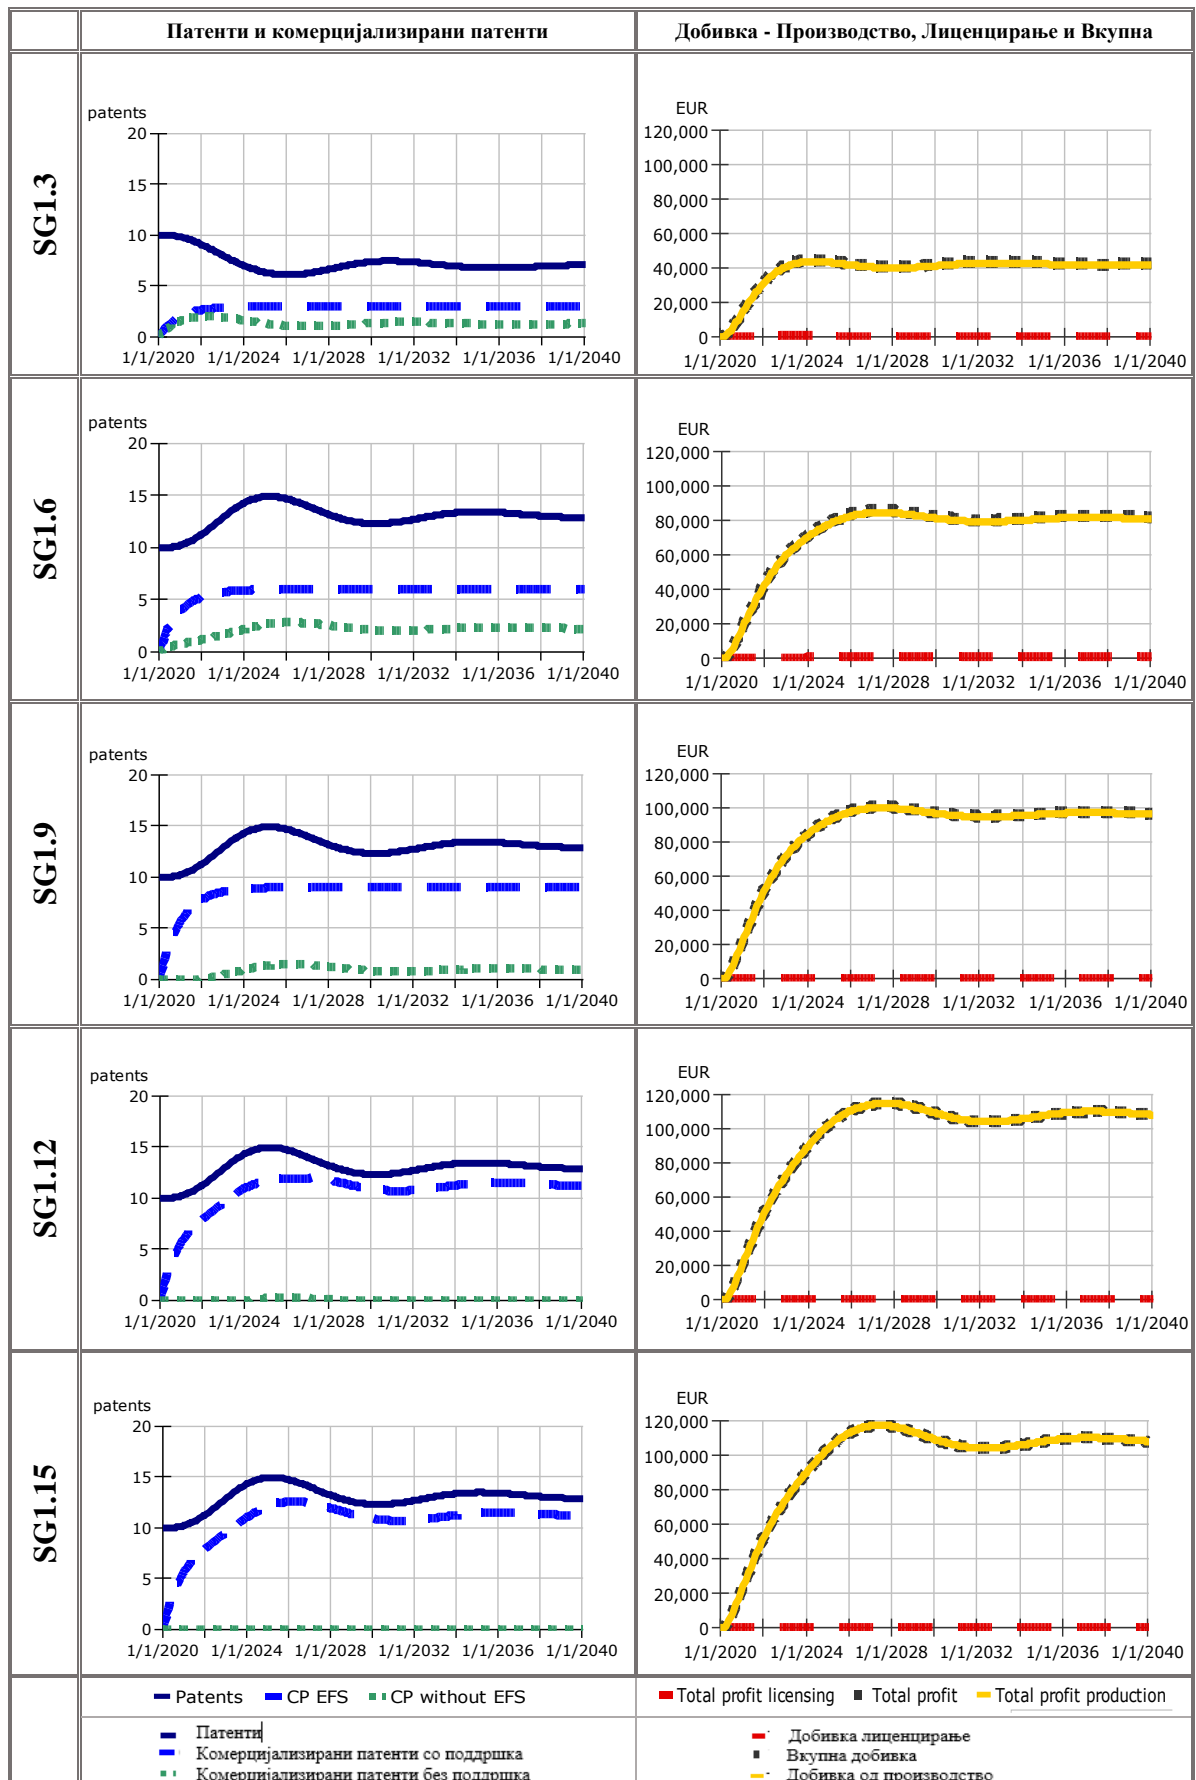 Патенти и комерцијализирани патенти
Добивка - Производство, Лиценцирање и Вкупна
SG1.3
patents
20
15
10
5
0
1/1/2020 1/1/2024 1/1/2028 1/1/2032 1/1/2036 1/1/2040
EUR
120,000
100,000
80,000
60,000
40,000
20,000
0
1/1/2020 1/1/2024 1/1/2028 1/1/2032 1/1/2036 1/1/2040
SG1.6
patents
20
15
10
5
0
1/1/2020 1/1/2024 1/1/2028 1/1/2032 1/1/2036 1/1/2040
EUR
120,000
100,000
80,000
60,000
40,000
20,000
0
1/1/2020 1/1/2024 1/1/2028 1/1/2032 1/1/2036 1/1/2040
SG1.9
patents
20
15
10
5
0
1/1/2020 1/1/2024 1/1/2028 1/1/2032 1/1/2036 1/1/2040
EUR
120,000
100,000
80,000
60,000
40,000
20,000
0
1/1/2020 1/1/2024 1/1/2028 1/1/2032 1/1/2036 1/1/2040
SG1.12
patents
20
15
10
5
0
1/1/2020 1/1/2024 1/1/2028 1/1/2032 1/1/2036 1/1/2040
EUR
120,000
100,000
80,000
60,000
40,000
20,000
0
1/1/2020 1/1/2024 1/1/2028 1/1/2032 1/1/2036 1/1/2040
SG1.15
patents
20
15
10
5
0
1/1/2020 1/1/2024 1/1/2028 1/1/2032 1/1/2036 1/1/2040
EUR
120,000
100,000
80,000
60,000
40,000
20,000
0
1/1/2020 1/1/2024 1/1/2028 1/1/2032 1/1/2036 1/1/2040
Patents CP EFS CP without EFS
Total profit licensing Total profit Total profit production
Патенти
Комерцијализирани патенти со поддршка
Комерцијализирани патенти без поддршка
Добивка лиценцирање
Вкупна добивка
Добивка од производство